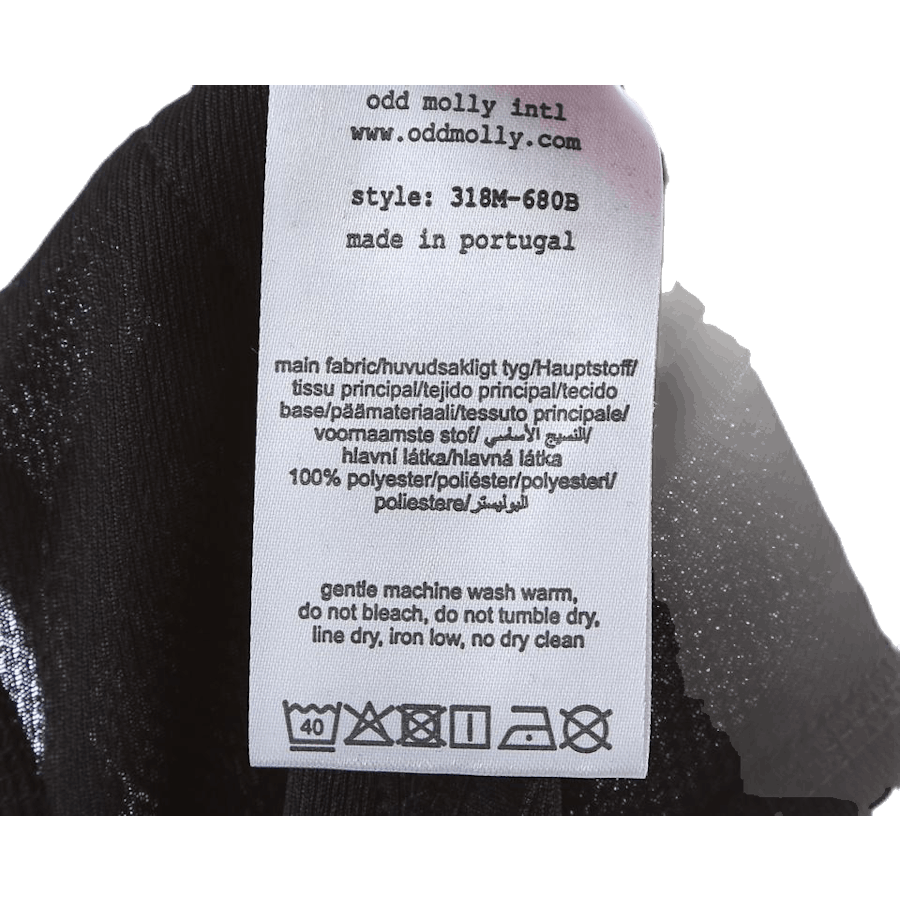 odd molly intl
www.oddmolly.com
style: 318M-680B
made in portugal
main fabric/huvudsakligt tyg/Hauptstoff/
tissu principal/tejido principal/tecido
base/päämateriaali/tessuto principale/
voornaamste stof/ النسيج الأساسي/
hlavní látka/hlavná látka
100% polyester/poliéster/polyesteri/
poliestere/البوليستر
gentle machine wash warm,
do not bleach, do not tumble dry,
line dry, iron low, no dry clean
40